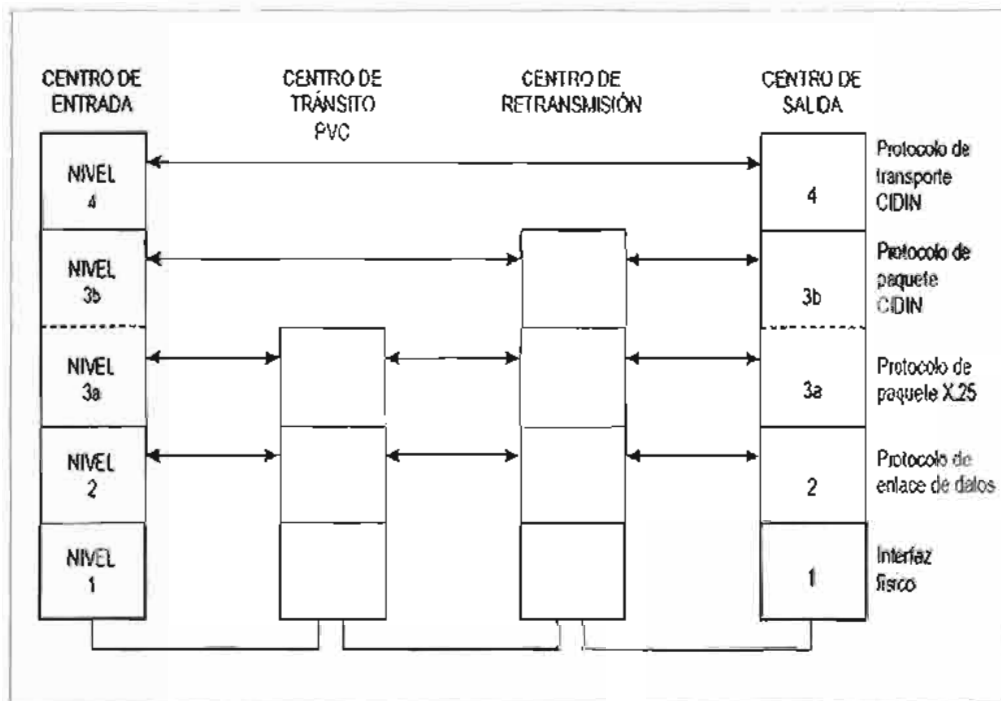 CENTRO DE
ENTRADA
CENTRO DE
TRÁNSITO
PVC
CENTRO DE
RETRANSMISIÓN
CENTRO DE
SALIDA
NIVEL
4
4
Protocolo de
transporte
CIDIN
NIVEL
3b
3b
Protocolo de
paquete
CIDIN
NIVEL
3a
3a
Protocolo de
paquete X.25
NIVEL
2
2
Protocolo de
enlace de datos
NIVEL
1
1
Interfaz
físico